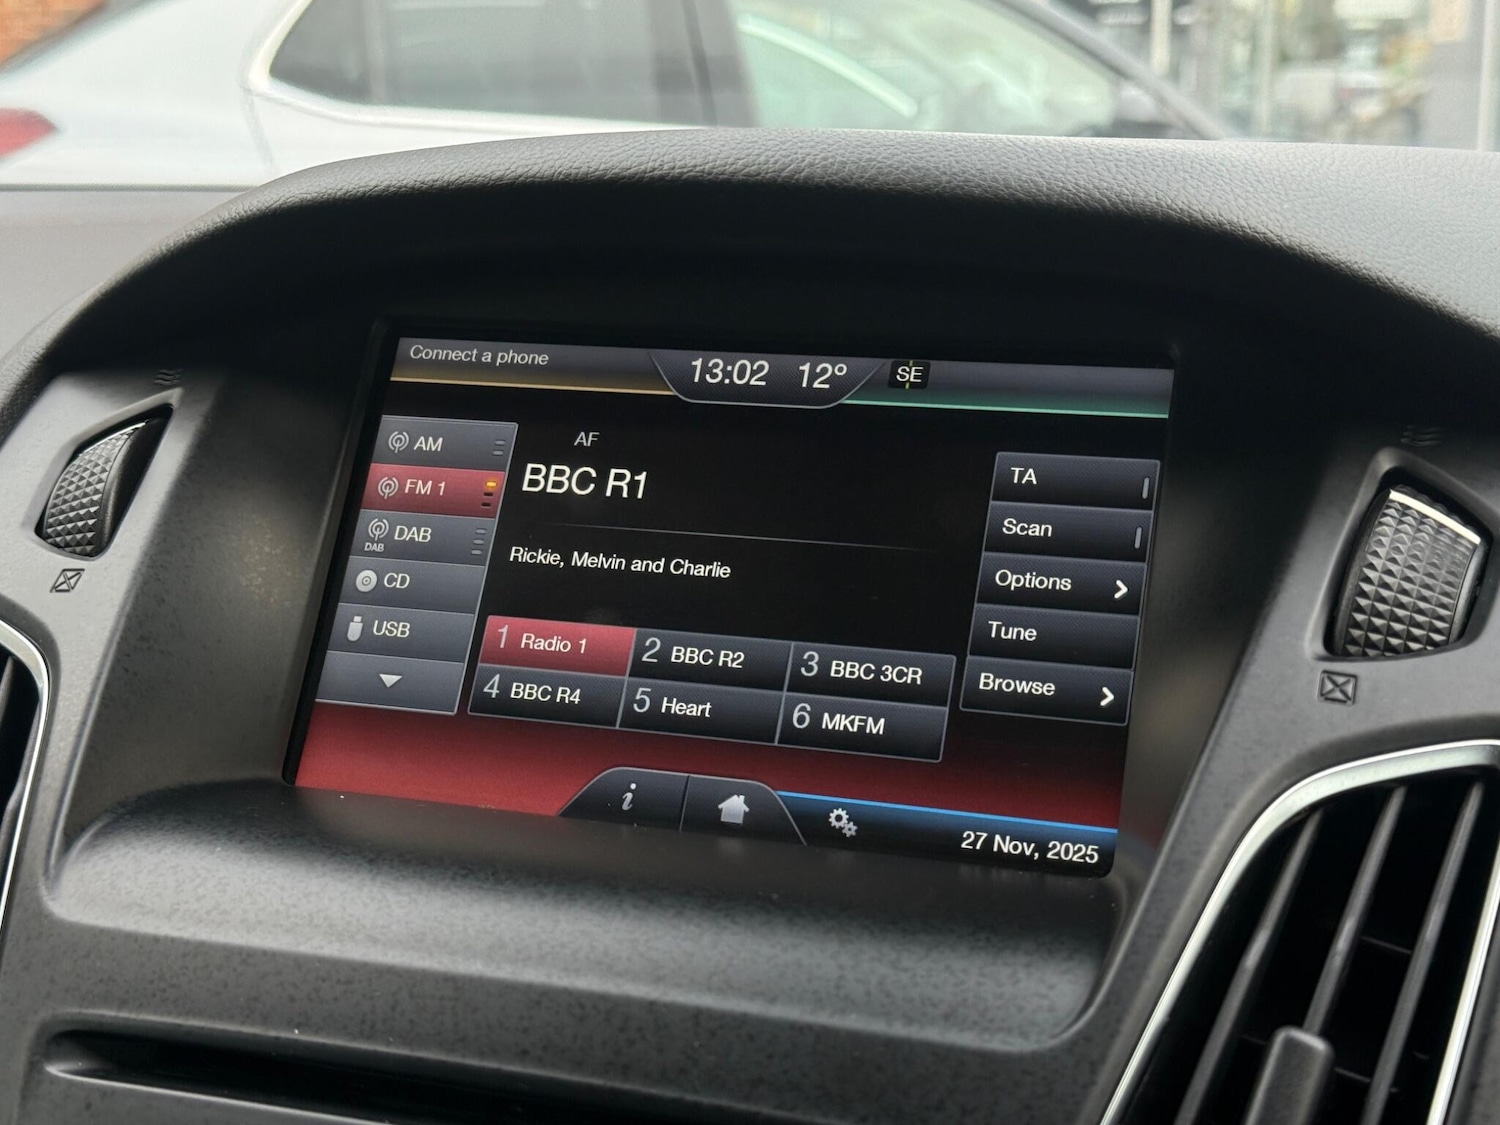 Connect a phone
13:02 12° SE
AM
FM 1
DAB
DAB
CD
USB
AF
BBC R1
Rickie, Melvin and Charlie
1 Radio 1
2 BBC R2
3 BBC 3CR
4 BBC R4
5 Heart
6 MKFM
TA
Scan
Options
Tune
Browse
i
27 Nov, 2025